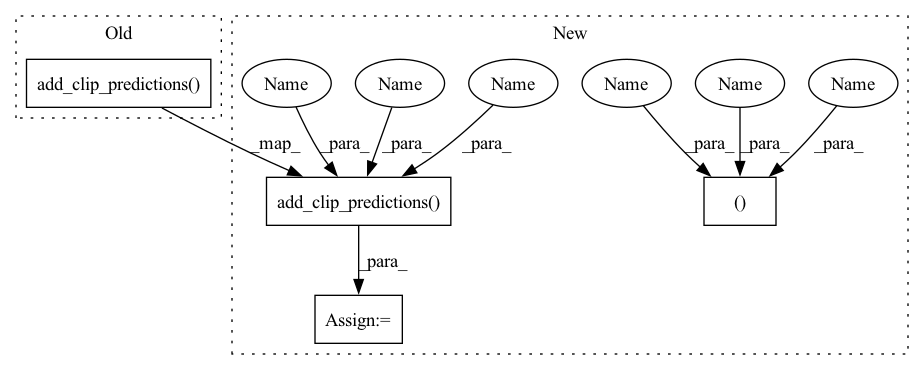 Old
New
add_clip_predictions()
Name
Name
Name
Name
Name
Name
_map_
_para_
_para_
_para_
_para_
_para_
_para_
add_clip_predictions()
()
_para_
Assign:=